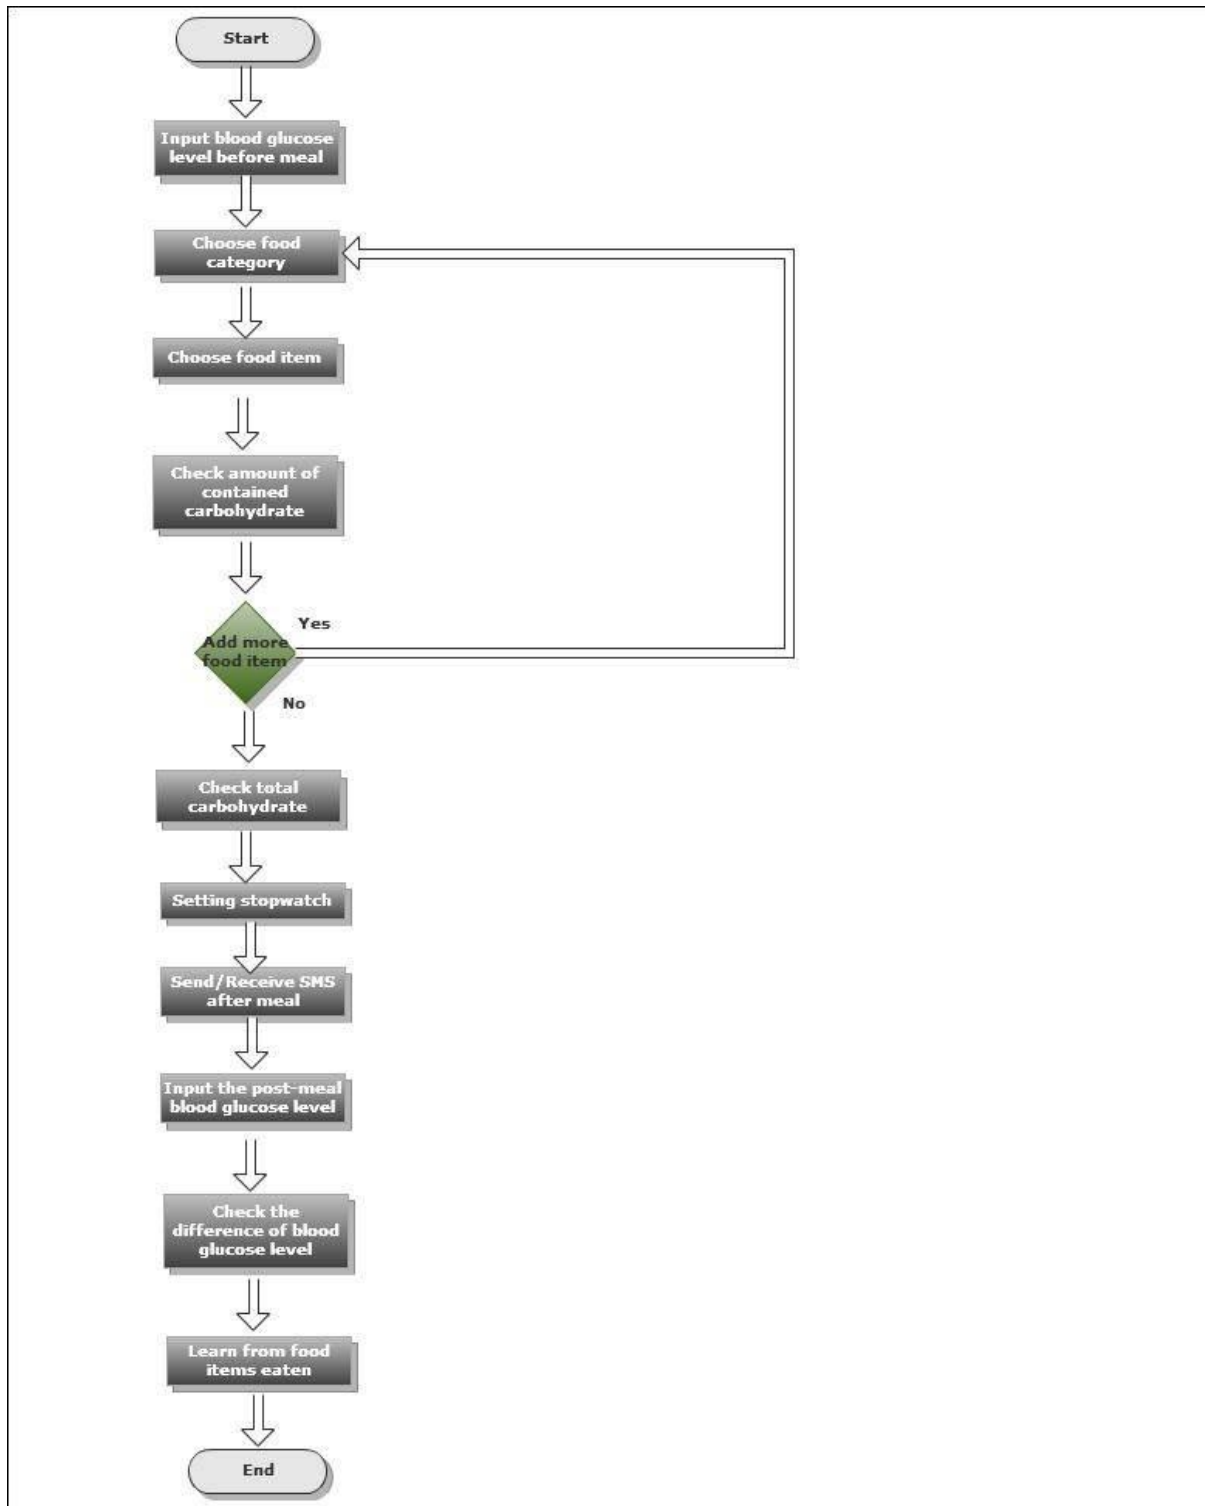 Start
Input blood glucose
level before meal
Choose food
category
Choose food item
Check amount of
contained
carbohydrate
Yes
Add more
food item
No
Check total
carbohydrate
Setting stopwatch
Send/Receive SMS
after meal
Input the post-meal
blood glucose level
Check the
difference of blood
glucose level
Learn from food
items eaten
End